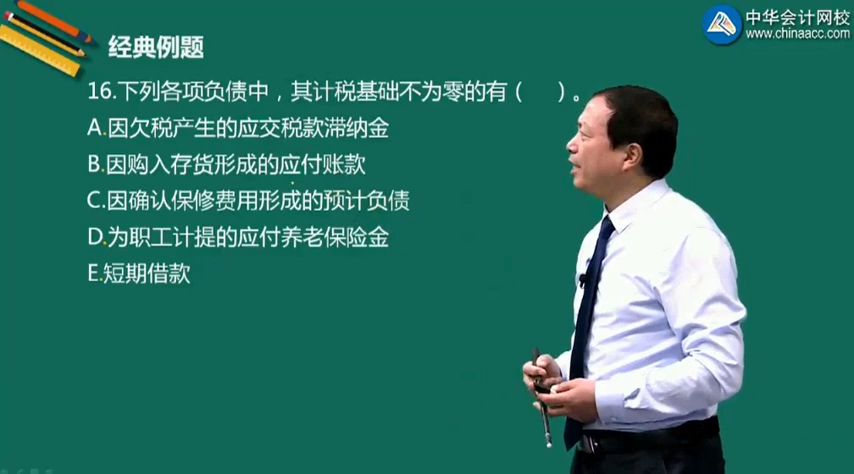 中华会计网校
www.chinaacc.com
经典例题
16.下列各项负债中，其计税基础不为零的有（ ）。
A.因欠税产生的应交税款滞纳金
B.因购入存货形成的应付账款
C.因确认保修费用形成的预计负债
D.为职工计提的应付养老保险金
E.短期借款